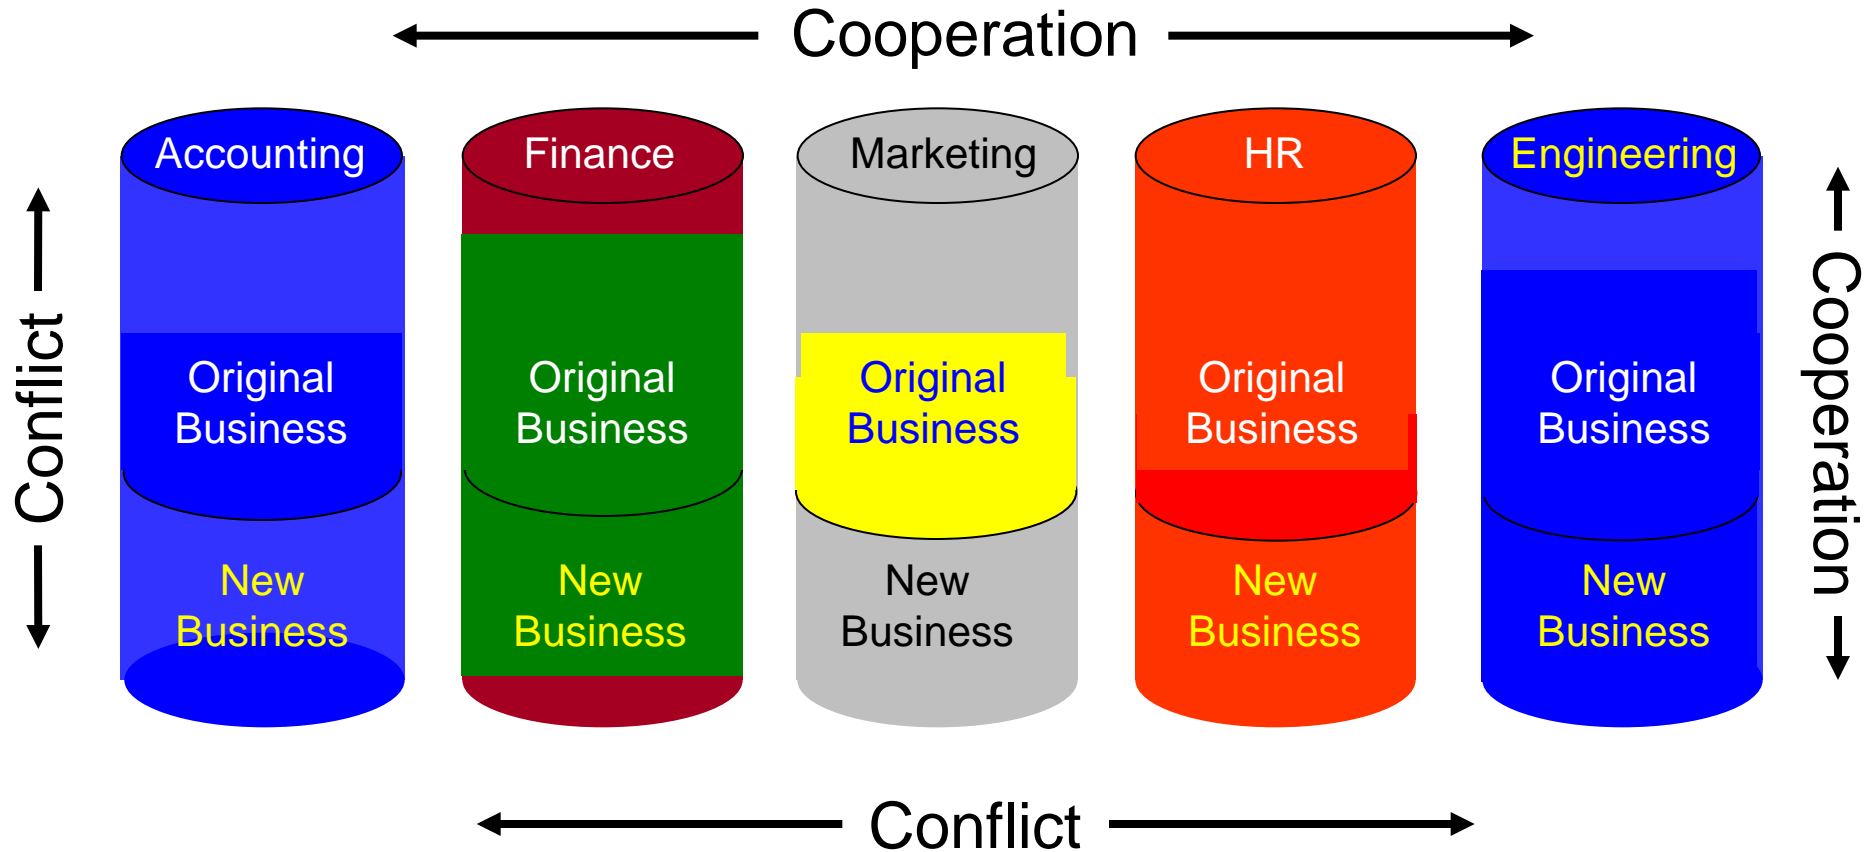 Cooperation
Accounting
Finance
Marketing
HR
Engineering
Conflict
Cooperation
Original
Business
Original
Business
Original
Business
Original
Business
Original
Business
New
Business
New
Business
New
Business
New
Business
New
Business
Conflict